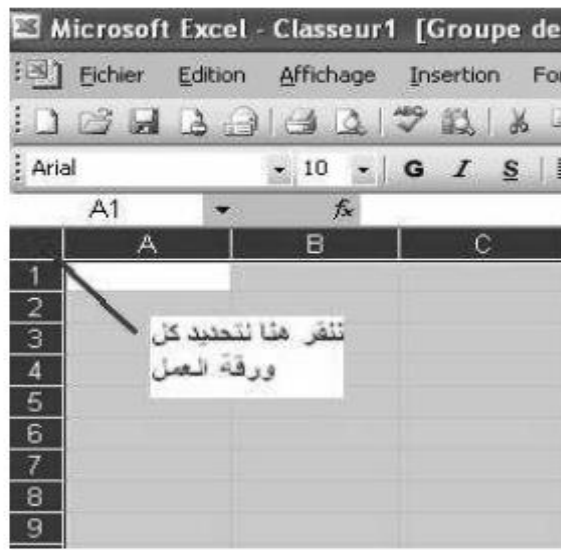 Microsoft Excel - Classeur1 [Groupe de
Fichier Edition Affichage Insertion Fo
Arial 10 G I S
A1 fx
A B C
1
2
3
4
5
6
7
8
9
ننقر هنا لتحديد كل
ورقة العمل